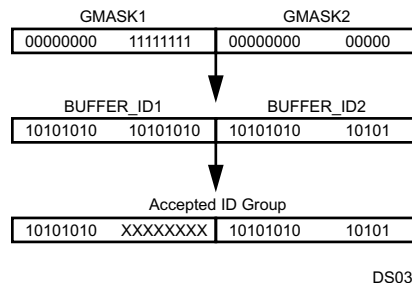 GMASK1 GMASK2
00000000 11111111 00000000 00000
BUFFER_ID1 BUFFER_ID2
10101010 10101010 10101010 10101
Accepted ID Group
10101010 XXXXXXXX 10101010 10101
DS03